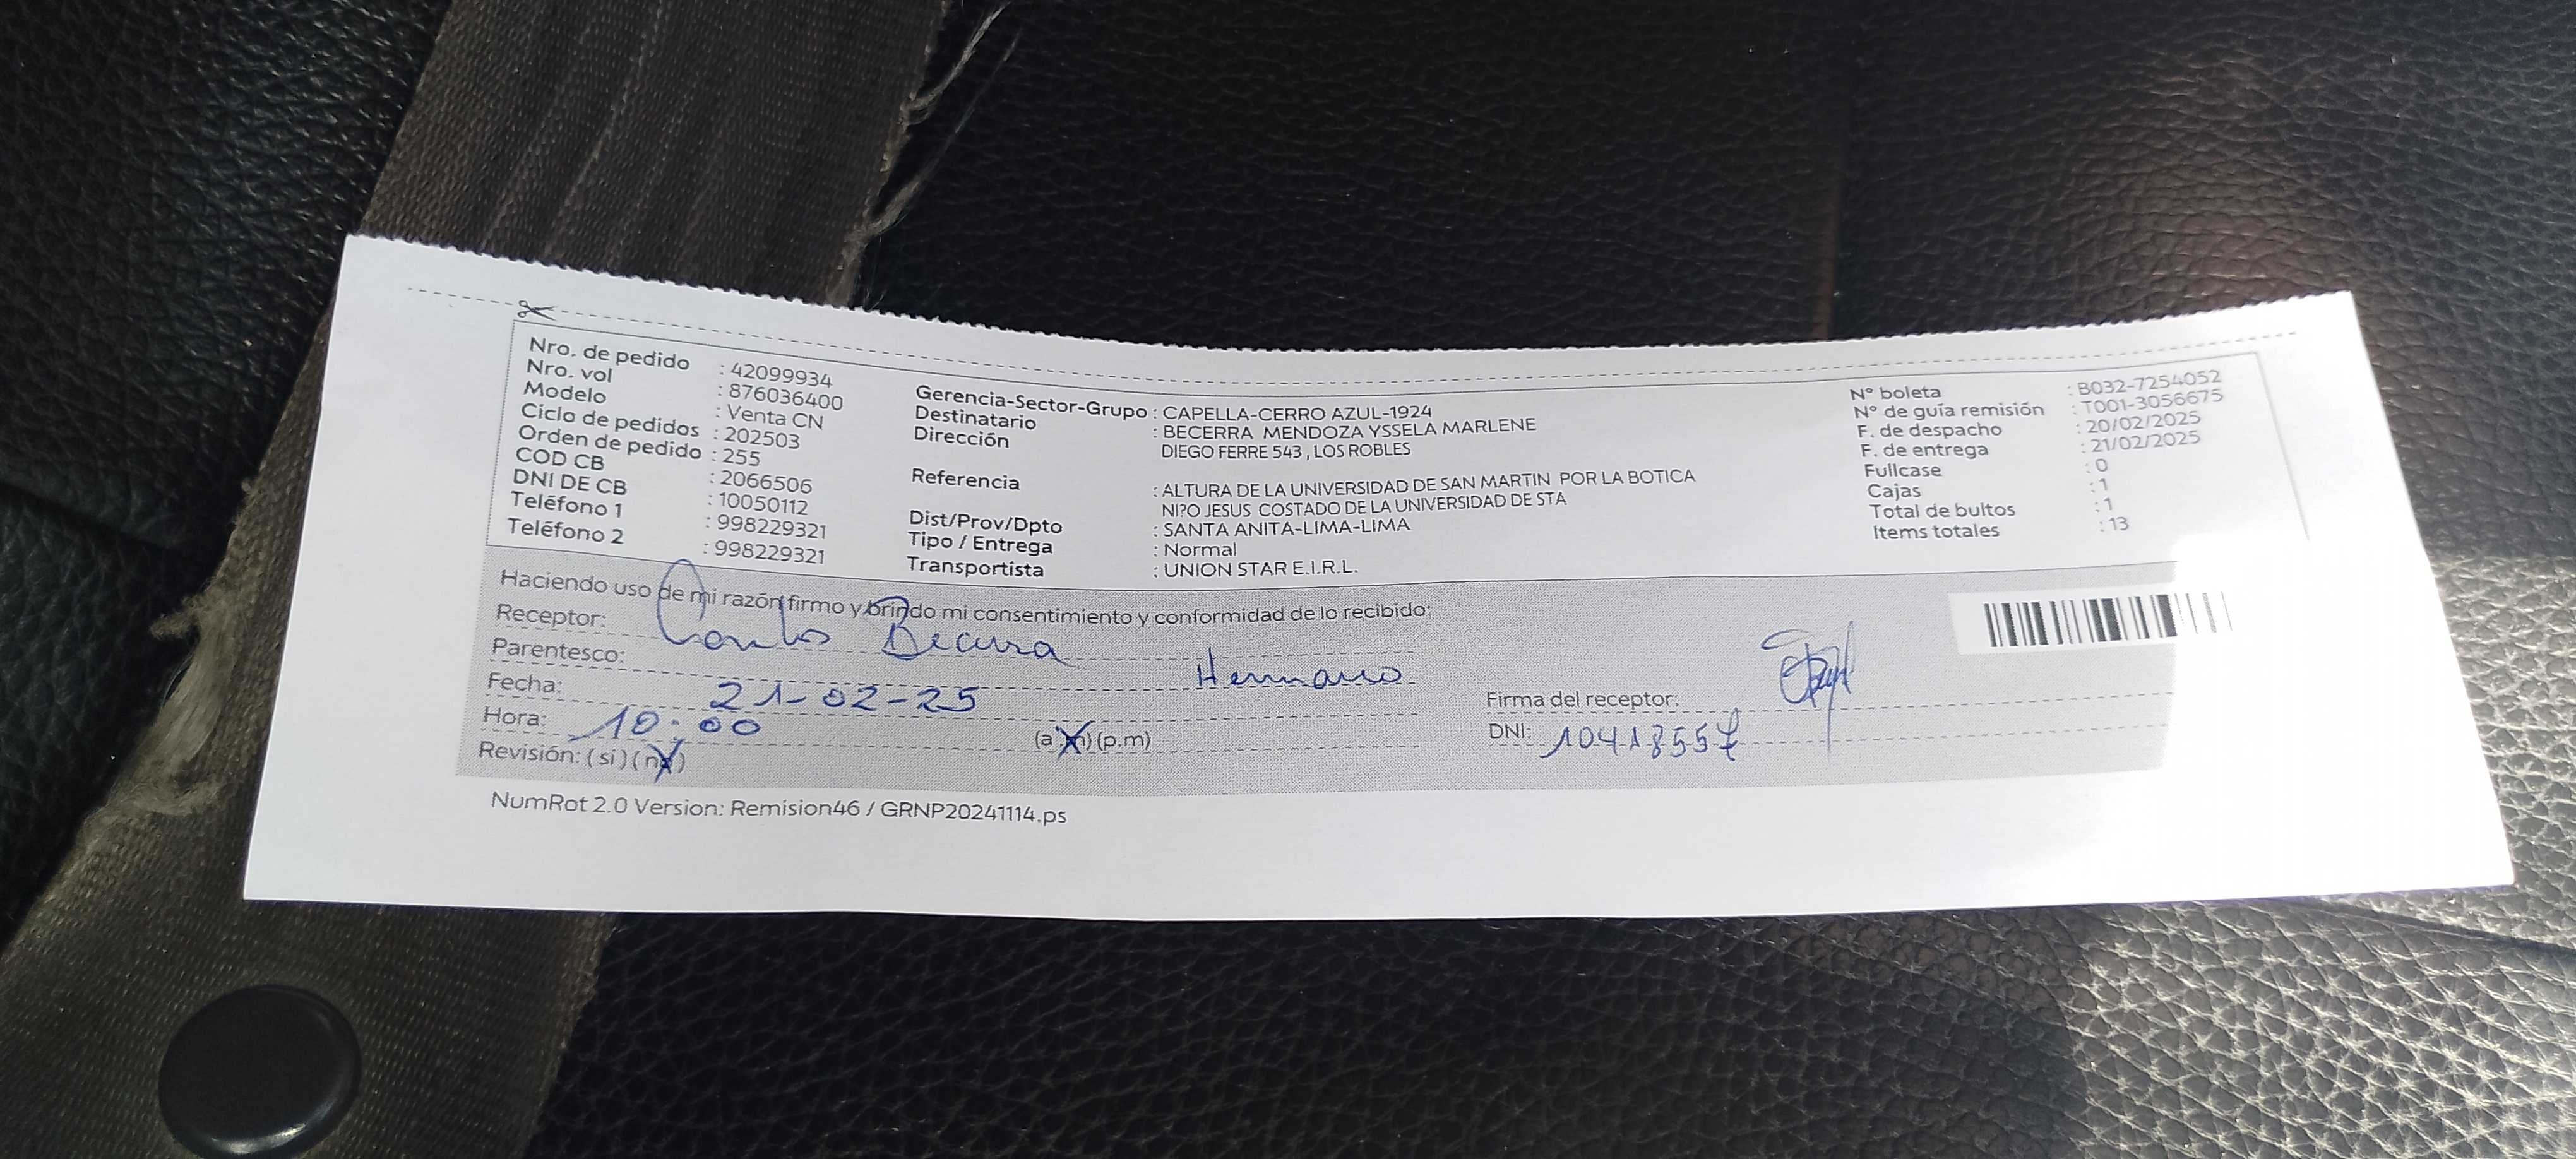 Nro. de pedido : 42099934
Nro. vol : 876036400
Modelo : Venta CN
Ciclo de pedidos : 202503
Orden de pedido : 255
COD CB : 2066506
DNI DE CB : 10050112
Teléfono 1 : 998229321
Teléfono 2 : 998229321
Gerencia-Sector-Grupo : CAPELLA-CERRO AZUL-1924
Destinatario : BECERRA MENDOZA YSSELA MARLENE
Dirección DIEGO FERRE 543 , LOS ROBLES
Referencia : ALTURA DE LA UNIVERSIDAD DE SAN MARTIN POR LA BOTICA
NI?O JESUS COSTADO DE LA UNIVERSIDAD DE STA
Dist/Prov/Dpto : SANTA ANITA-LIMA-LIMA
Tipo / Entrega : Normal
Transportista : UNION STAR E.I.R.L.
N° boleta : B032-7254052
N° de guía remisión : T001-3056675
F. de despacho : 20/02/2025
F. de entrega : 21/02/2025
Fullcase : 0
Cajas : 1
Total de bultos : 1
Items totales : 13
Haciendo uso de mi razón firmo y brindo mi consentimiento y conformidad de lo recibido:
Receptor: Carlos Becerra
Parentesco: Hermano
Fecha: 21-02-25
Hora: 10:00 (a.m) (p.m)
Revisión: (si) (no)
Firma del receptor:
DNI: 10418557
NumRot 2.0 Version: Remision46 / GRNP20241114.ps